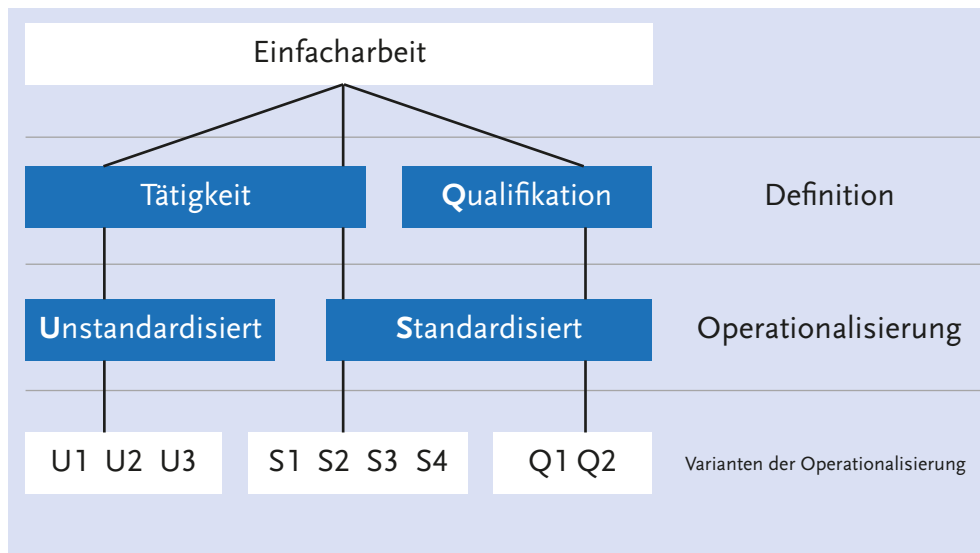 Einfacharbeit
Tätigkeit Qualifikation Definition
Unstandardisiert Standardisiert Operationalisierung
U1 U2 U3 S1 S2 S3 S4 Q1 Q2 Varianten der Operationalisierung